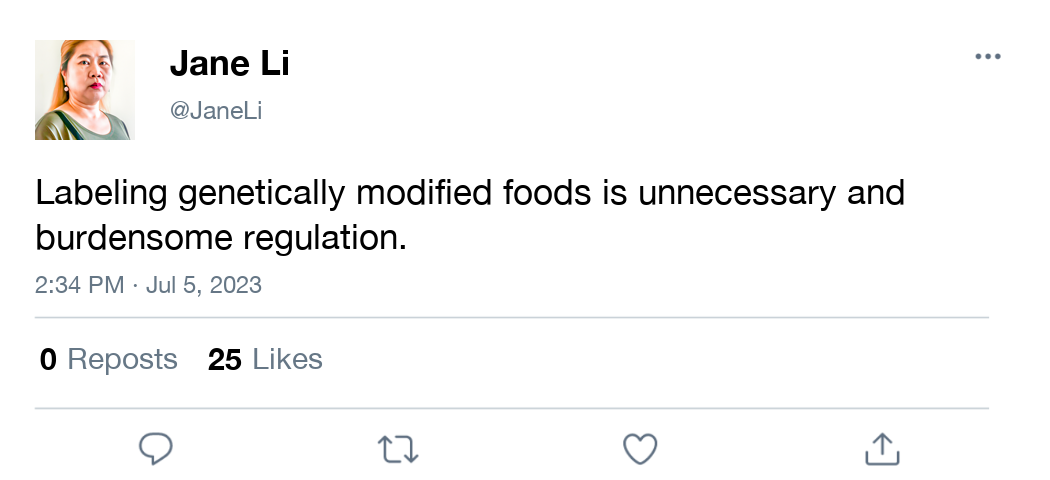 Jane Li
@JaneLi
Labeling genetically modified foods is unnecessary and
burdensome regulation.
2:34 PM · Jul 5, 2023
0 Reposts 25 Likes